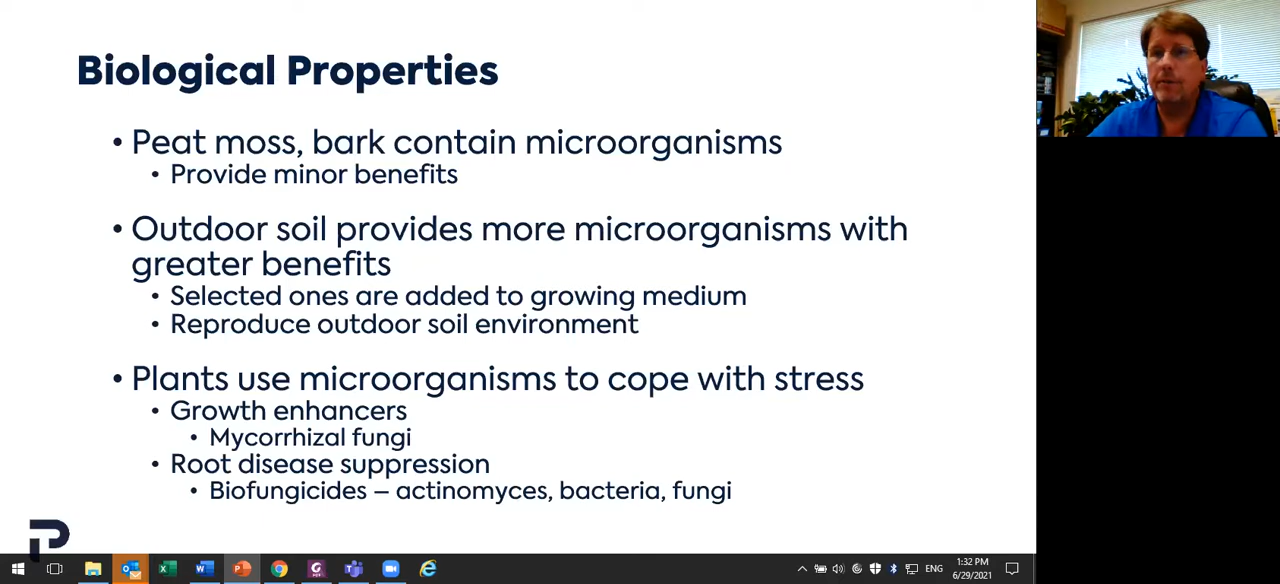 Biological Properties
• Peat moss, bark contain microorganisms
• Provide minor benefits
• Outdoor soil provides more microorganisms with
greater benefits
• Selected ones are added to growing medium
• Reproduce outdoor soil environment
• Plants use microorganisms to cope with stress
• Growth enhancers
• Mycorrhizal fungi
• Root disease suppression
• Biofungicides – actinomyces, bacteria, fungi
ENG
1:32 PM
6/29/2021